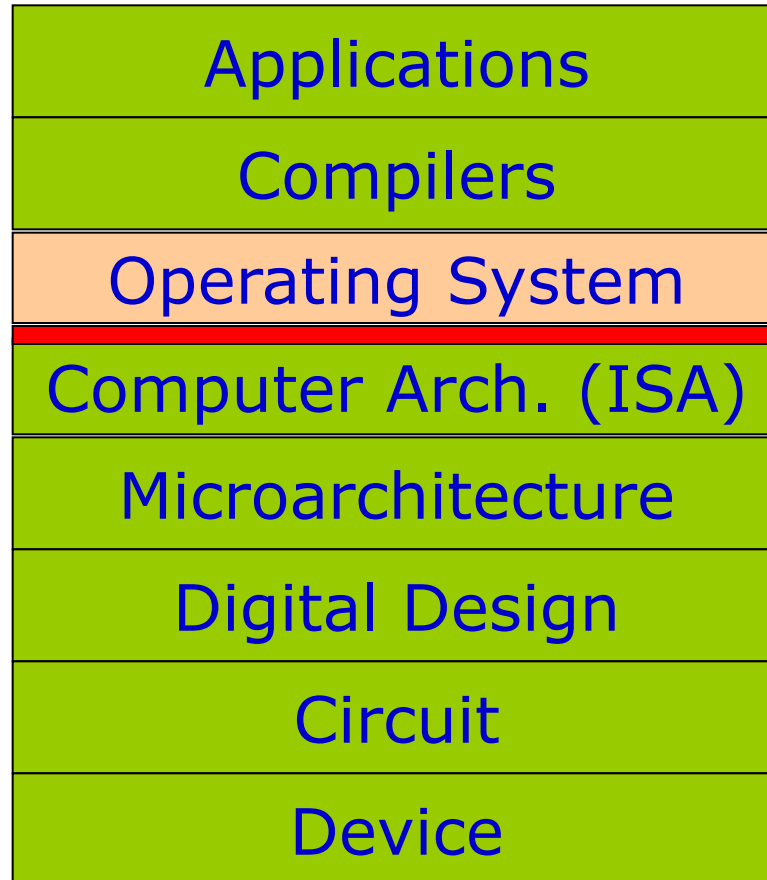 Applications
Compilers
Operating System
Computer Arch. (ISA)
Microarchitecture
Digital Design
Circuit
Device